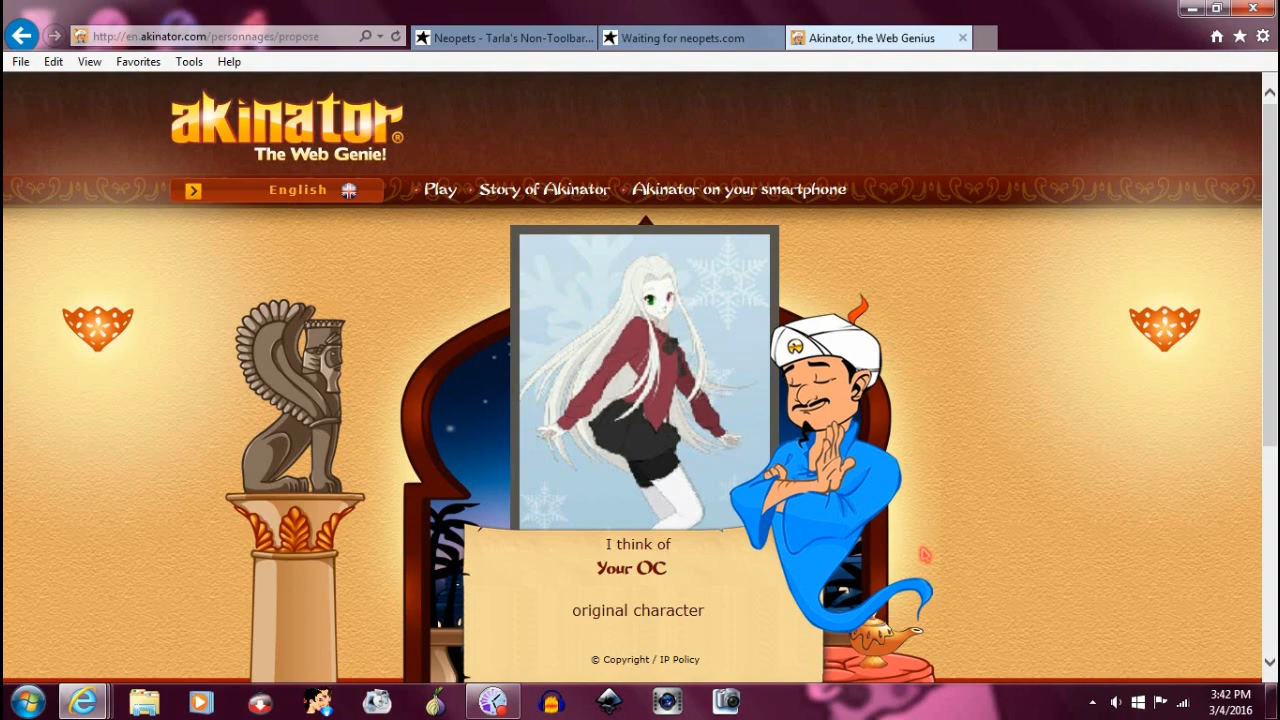 http://en.akinator.com/personnages/propose
Neopets - Tarla's Non-Toolbar...
Waiting for neopets.com
Akinator, the Web Genius
File Edit View Favorites Tools Help
akinator®
The Web Genie!
English
Play
Story of Akinator
Akinator on your smartphone
I think of
Your OC
original character
© Copyright / IP Policy
3:42 PM
3/4/2016